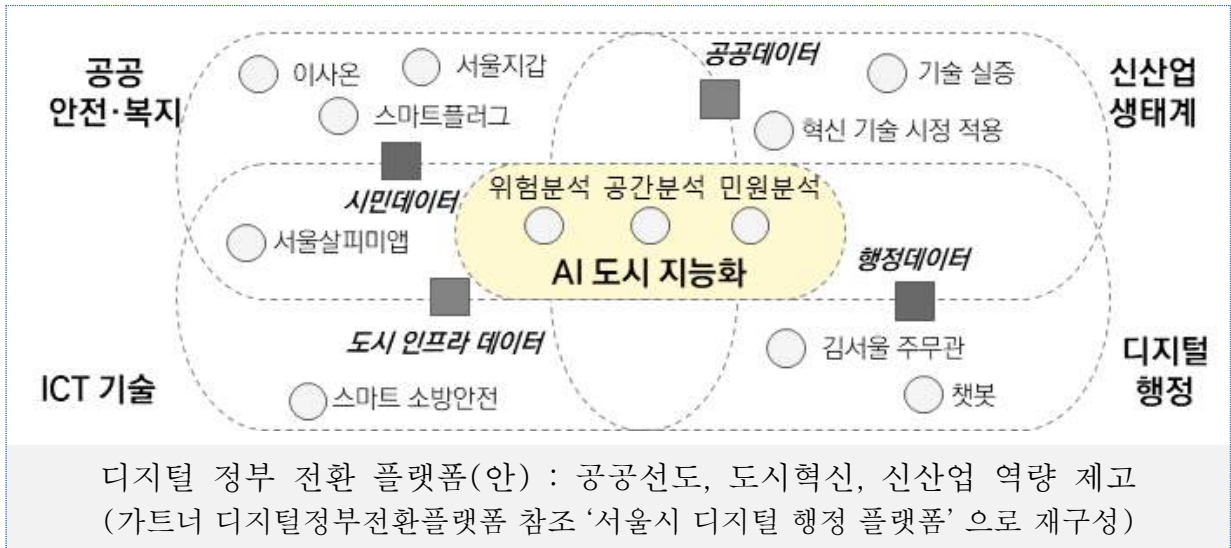 공공
안전·복지
이사온
서울지갑
스마트플러그
시민데이터
서울살피미앱
공공데이터
기술 실증
혁신 기술 시정 적용
신산업
생태계
위험분석 공간분석 민원분석
AI 도시 지능화
행정데이터
도시 인프라 데이터
ICT 기술
스마트 소방안전
김서울 주무관
챗봇
디지털
행정
디지털 정부 전환 플랫폼(안) : 공공선도, 도시혁신, 신산업 역량 제고
(가트너 디지털정부전환플랫폼 참조 ‘서울시 디지털 행정 플랫폼’ 으로 재구성)